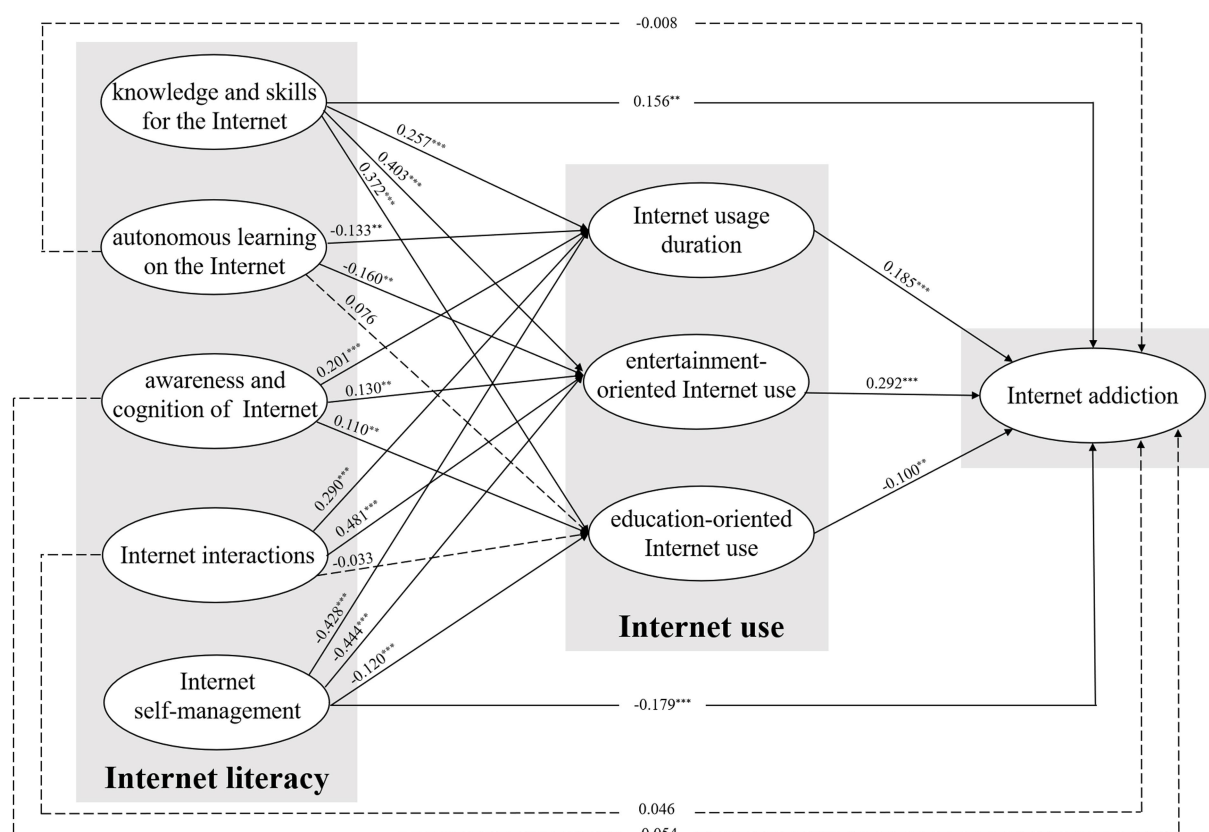 -0.008
knowledge and skills
for the Internet
0.156**
0.257***
0.403***
0.372***
autonomous learning
on the Internet
-0.133**
-0.160**
0.076
Internet usage
duration
0.185***
awareness and
cognition of Internet
0.201***
0.130**
0.110**
entertainment-
oriented Internet use
0.292***
Internet addiction
Internet interactions
0.290***
0.481***
-0.033
education-oriented
Internet use
-0.100**
Internet use
Internet
self-management
-0.428***
-0.444***
-0.120***
-0.179***
Internet literacy
0.046